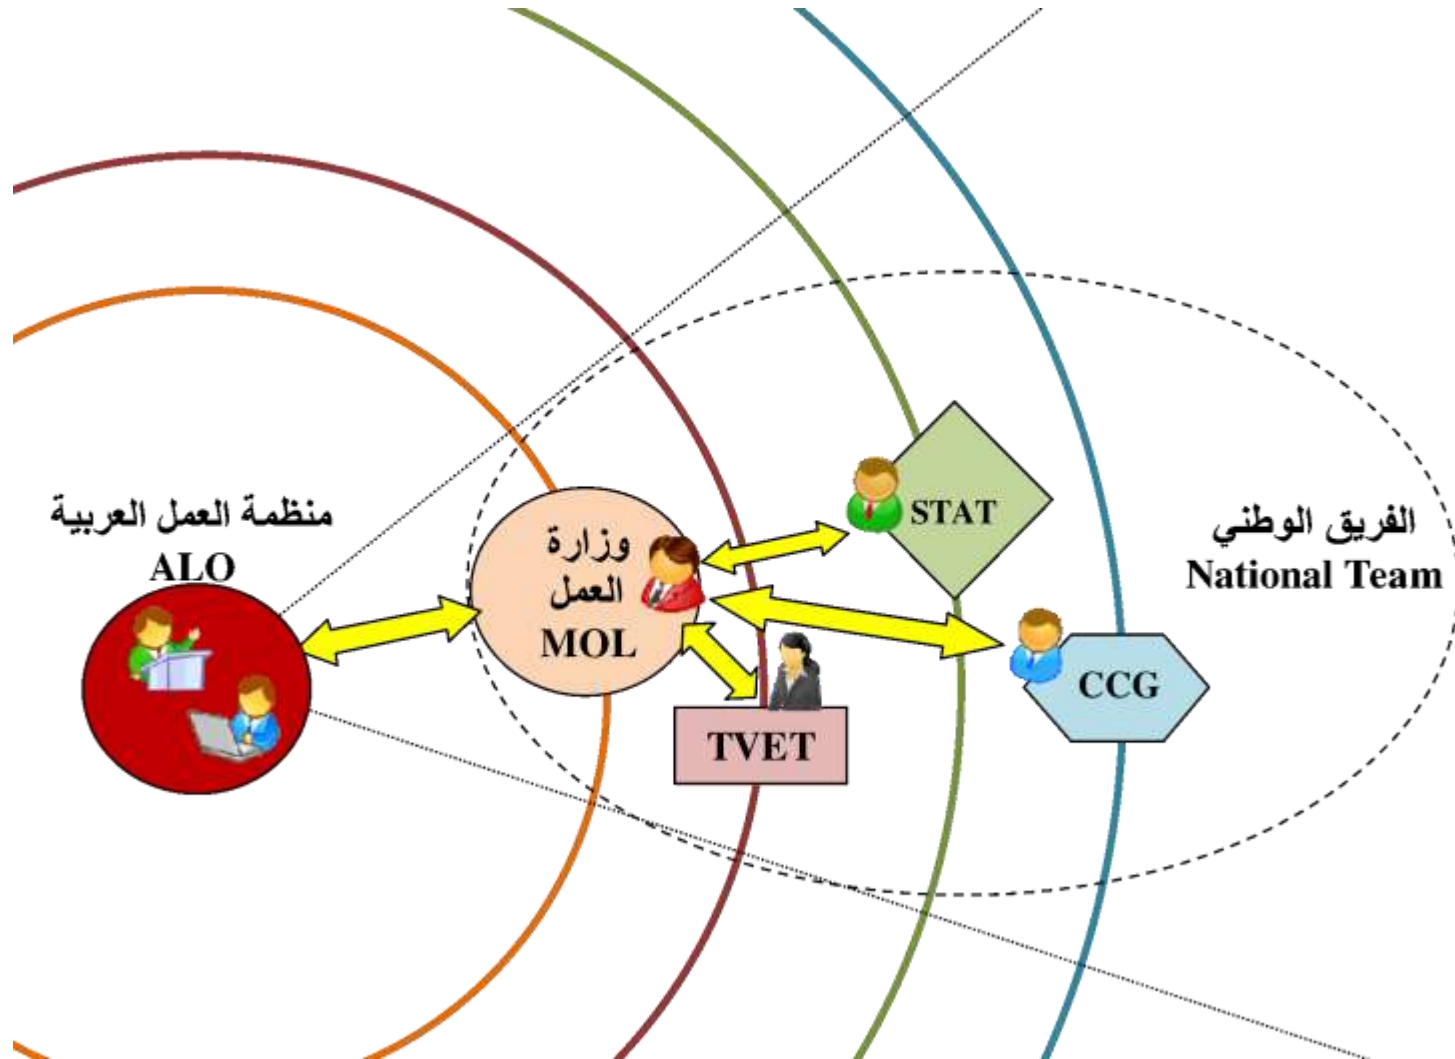 منظمة العمل العربية
ALO
وزارة
العمل
MOL
STAT
TVET
CCG
الفريق الوطني
National Team